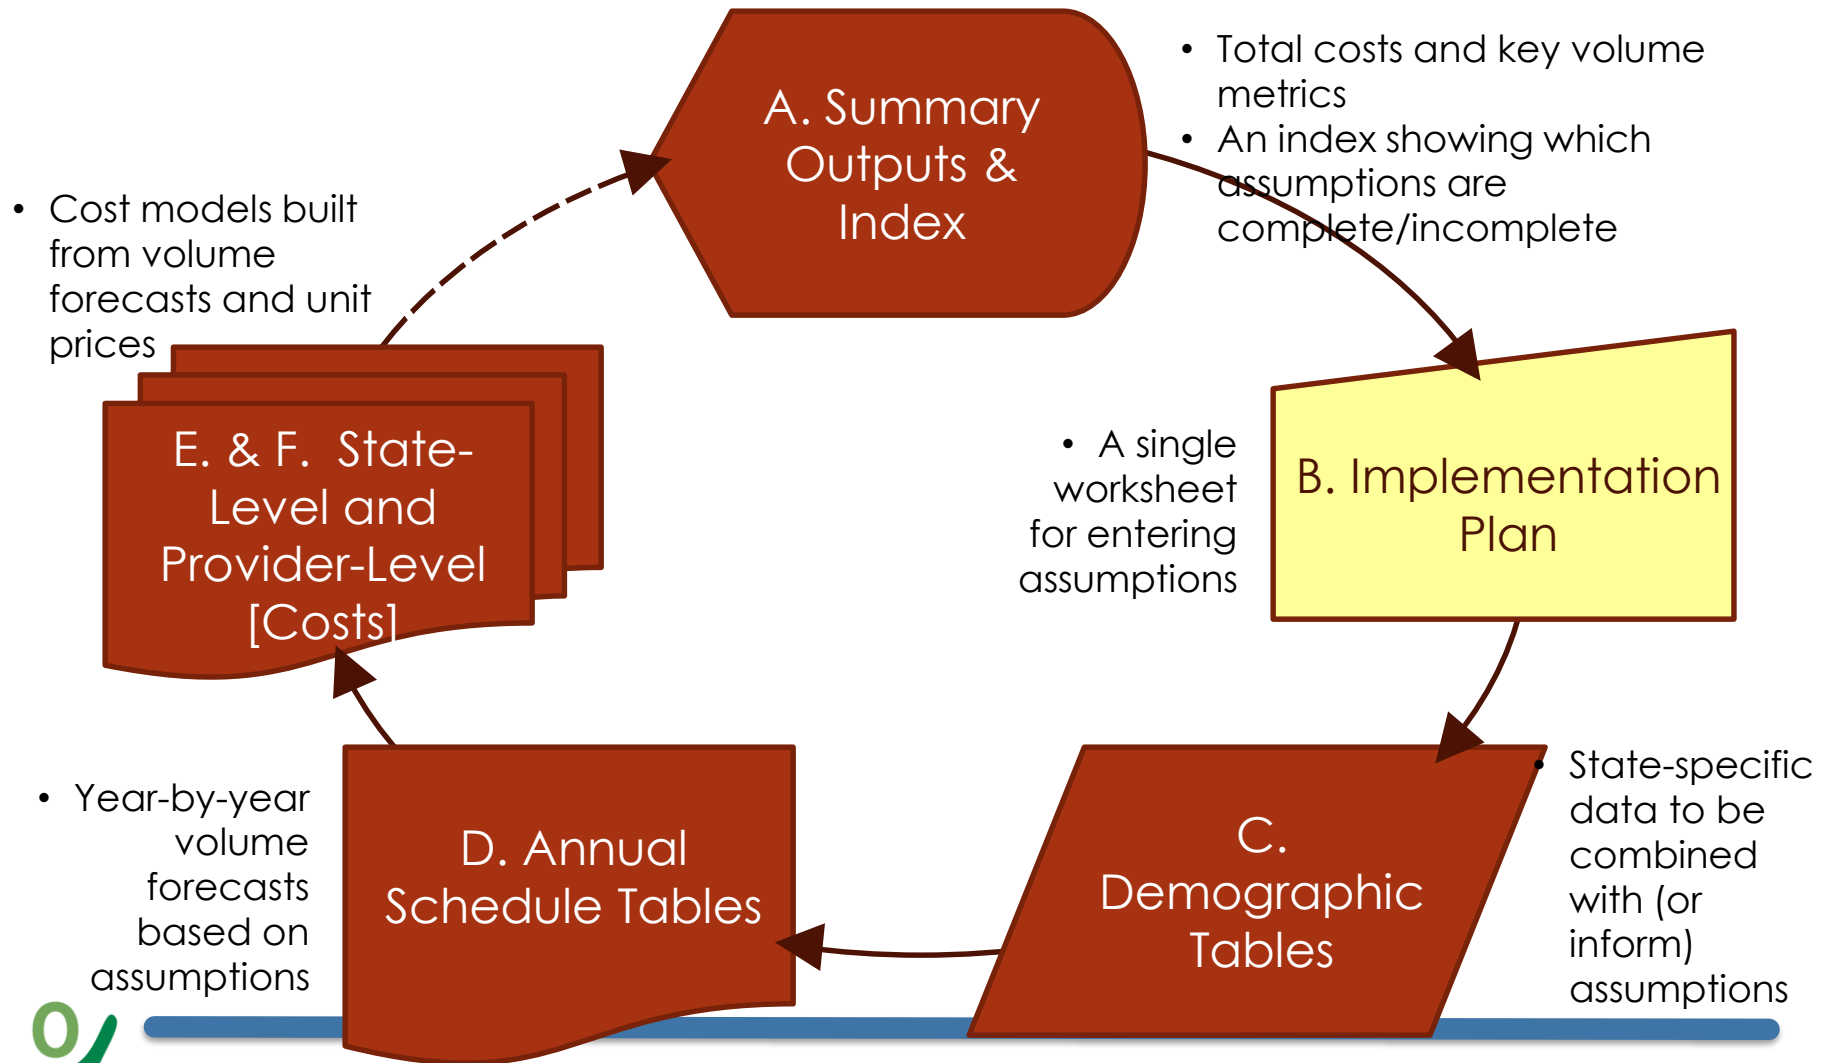 A. Summary
Outputs &
Index
• Total costs and key volume
metrics
• An index showing which
assumptions are
complete/incomplete
• Cost models built
from volume
forecasts and unit
prices
E. & F. State-
Level and
Provider-Level
[Costs]
• A single
worksheet
for entering
assumptions
B. Implementation
Plan
• Year-by-year
volume
forecasts
based on
assumptions
D. Annual
Schedule Tables
C.
Demographic
Tables
• State-specific
data to be
combined
with (or
inform)
assumptions